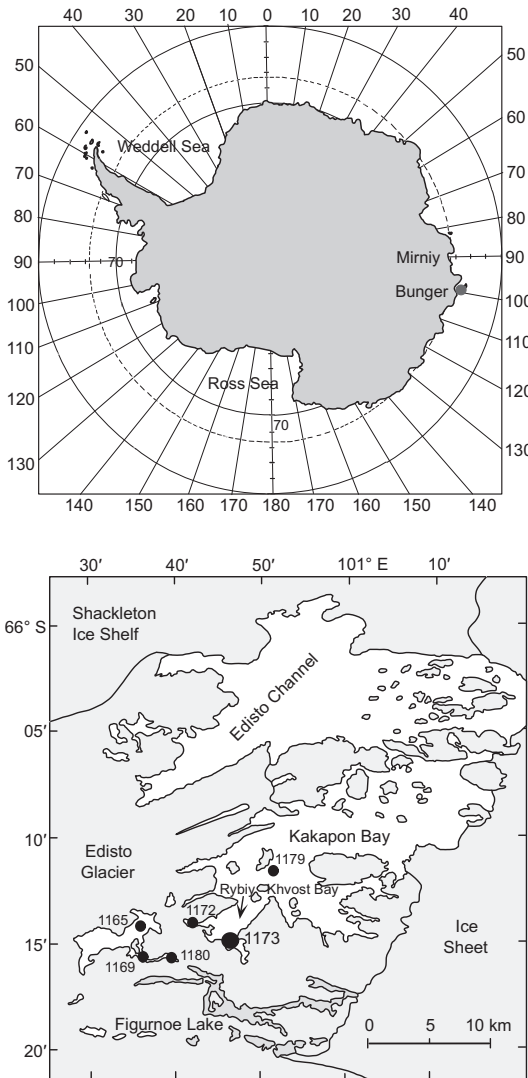 40 30 20 10 0 10 20 30 40
50 50
60 60
Weddell Sea
70 70
80 80
Mirniy
90 70 90
Bunger
100 100
110 110
Ross Sea
120 120
70
130 130
140 150 160 170 180 170 160 150 140
30′ 40′ 50′ 101° E 10′
66° S
Shackleton
Ice Shelf
Edisto Channel
05′
10′
Kakapon Bay
Edisto
Glacier
1179
Rybiy Khvost Bay
1172
1165
1173
Ice
Sheet
15′
1169 1180
Figurnoe Lake
0 5 10 km
20′